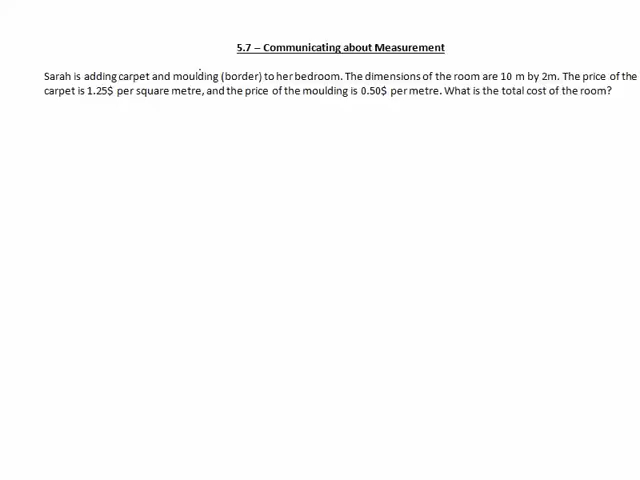 5.7 – Communicating about Measurement
Sarah is adding carpet and moulding (border) to her bedroom. The dimensions of the room are 10 m by 2m. The price of the
carpet is 1.25$ per square metre, and the price of the moulding is 0.50$ per metre. What is the total cost of the room?